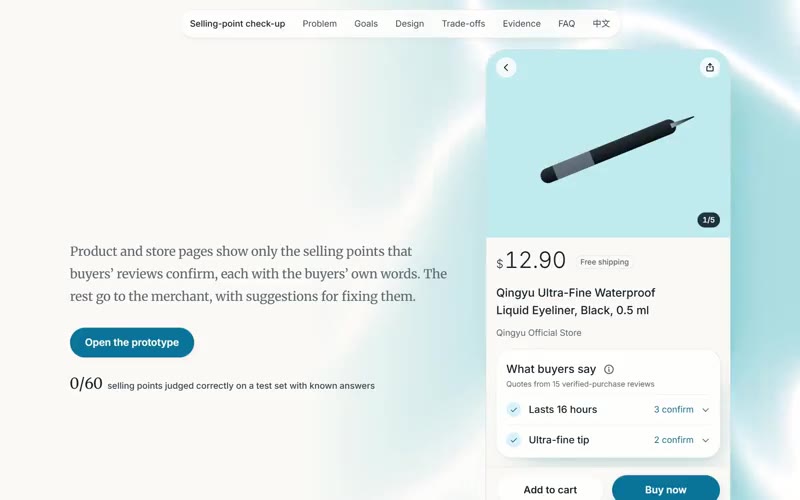 Selling-point check-up Problem Goals Design Trade-offs Evidence FAQ 中文
1/5
Product and store pages show only the selling points that
buyers’ reviews confirm, each with the buyers’ own words. The
rest go to the merchant, with suggestions for fixing them.
Open the prototype
0/60 selling points judged correctly on a test set with known answers
$12.90 Free shipping
Qingyu Ultra-Fine Waterproof
Liquid Eyeliner, Black, 0.5 ml
Qingyu Official Store
What buyers say
Quotes from 15 verified-purchase reviews
Lasts 16 hours 3 confirm
Ultra-fine tip 2 confirm
Add to cart Buy now